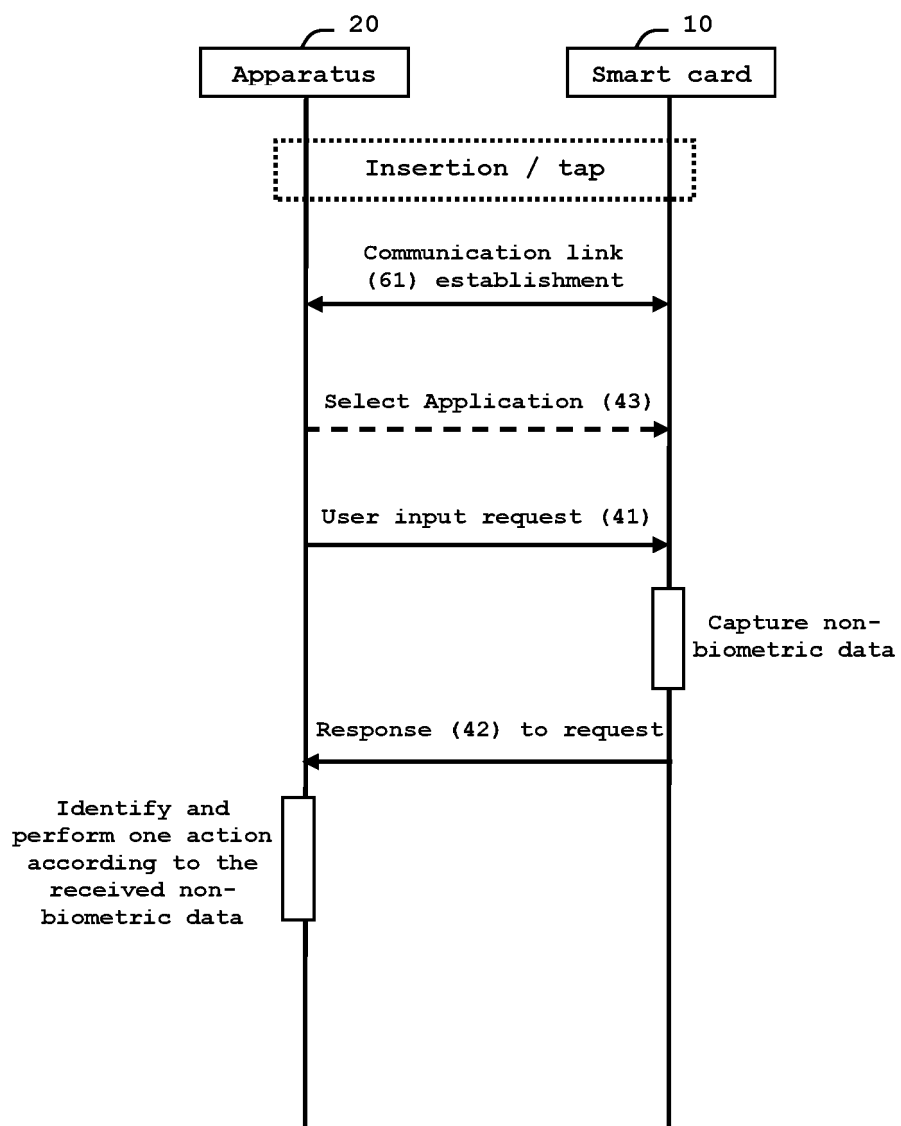 20
10
Apparatus
Smart card
Insertion / tap
Communication link
(61) establishment
Select Application (43)
User input request (41)
Capture non-
biometric data
Response (42) to request
Identify and
perform one action
according to the
received non-
biometric data